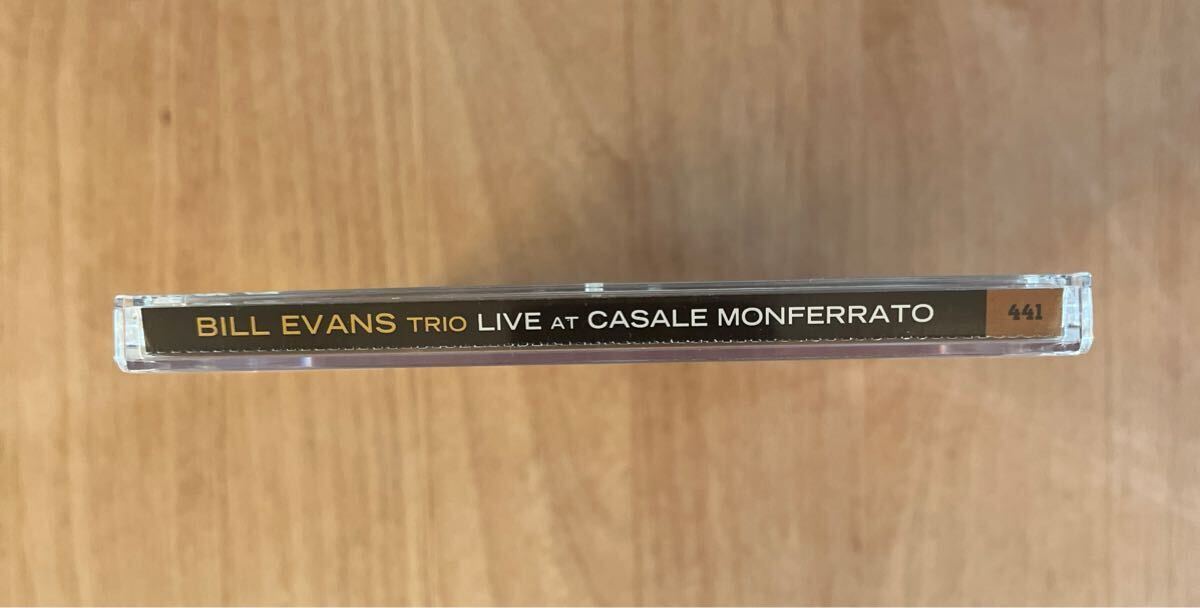 BILL EVANS TRIO LIVE AT CASALE MONFERRATO 441